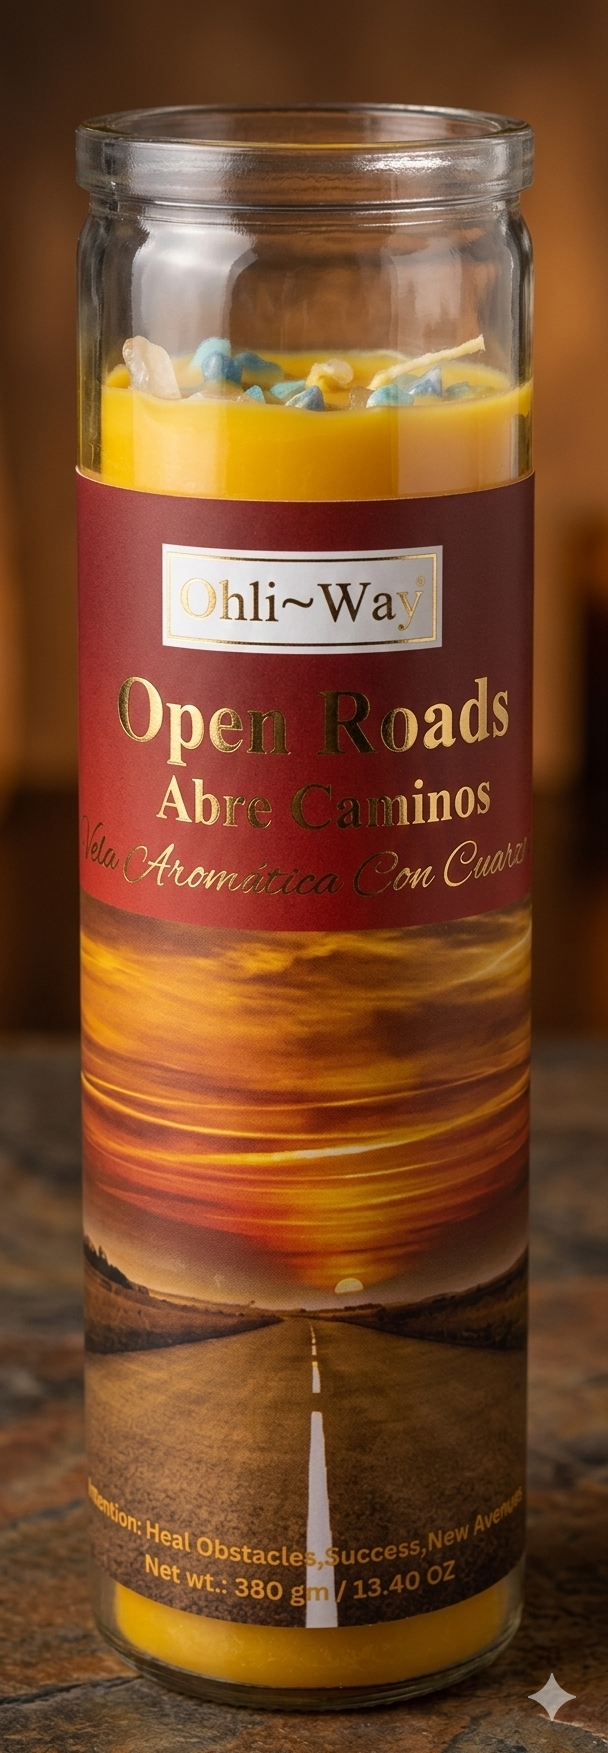 Ohli~Way®
Open Roads
Abre Caminos
Vela Aromática Con Cuarzo
Intention: Heal Obstacles,Success,New Avenues
Net wt.: 380 gm / 13.40 OZ